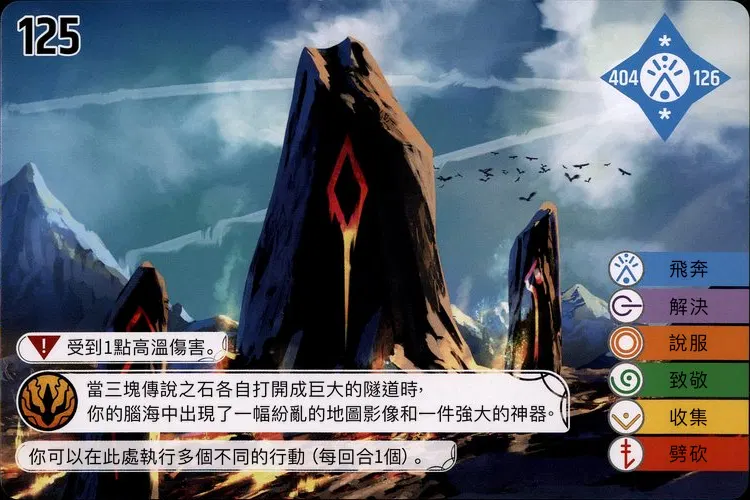 125
*
404 126
*
飛奔
解決
說服
致敬
收集
劈砍
! 受到1點高溫傷害。
當三塊傳說之石各自打開成巨大的隧道時,
你的腦海中出現了一幅紛亂的地圖影像和一件強大的神器。
你可以在此處執行多個不同的行動 (每回合1個) 。